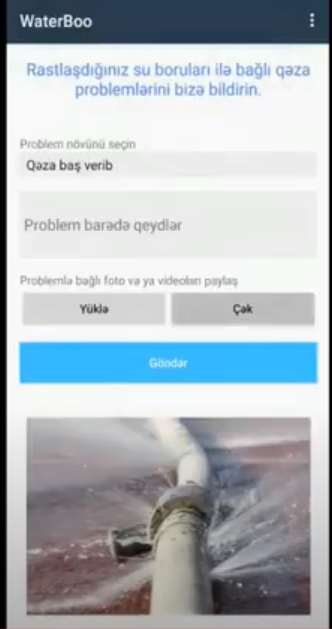 WaterBoo
Rastlaşdığınız su boruları ilə bağlı qəza
problemlərini bizə bildirin.
Problem növünü seçin
Qəza baş verib
Problem barədə qeydlər
Problemlə bağlı foto və ya videoları paylaş
Yüklə
Çək
Göndər